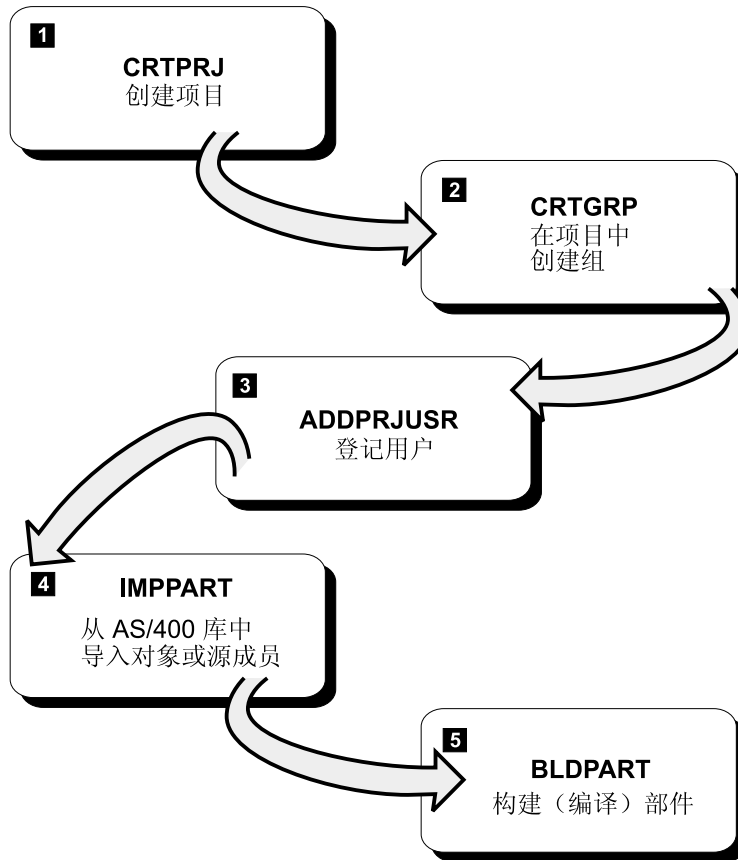 1
CRTPRJ
创建项目
2
CRTGRP
在项目中
创建组
3
ADDPRJUSR
登记用户
4
IMPPART
从 AS/400 库中
导入对象或源成员
5
BLDPART
构建（编译）部件